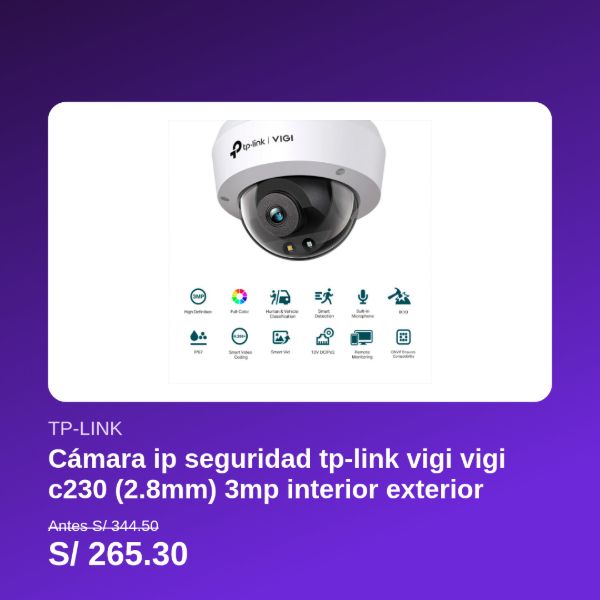 tp-link | VIGI
3MP
High Definition
Full-Color
Human & Vehicle
Classification
Smart
Detection
Built-in
Microphone
IK10
IP67
H.265+
Smart Video
Coding
Smart Vid
12V DC/PoE
Remote
Monitoring
ONVIF Ensures
Compatibility
TP-LINK
Cámara ip seguridad tp-link vigi vigi
c230 (2.8mm) 3mp interior exterior
Antes S/ 344.50
S/ 265.30